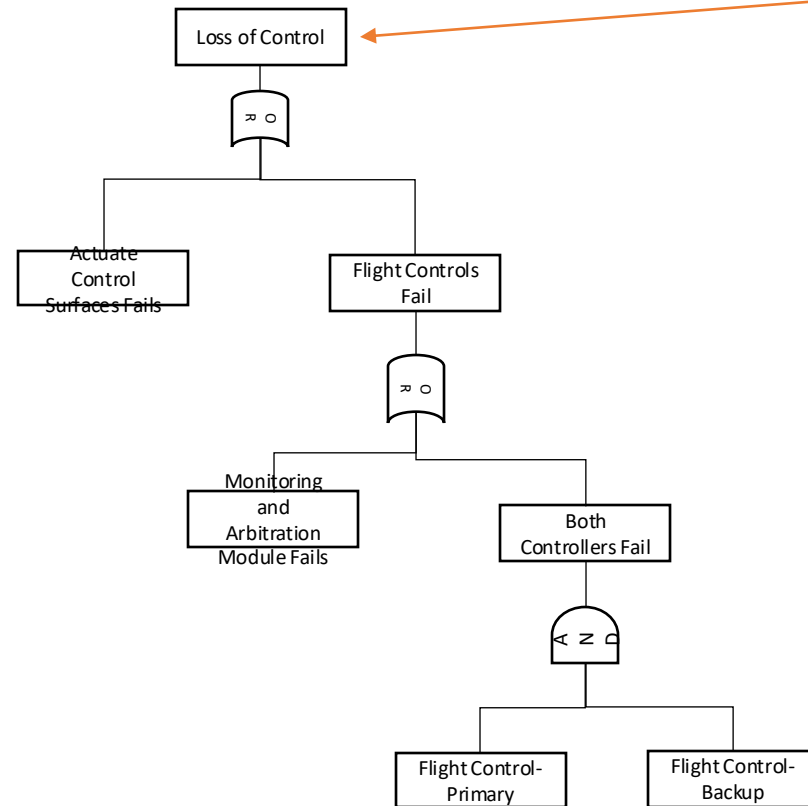 Loss of Control
O
R
Actuate
Control
Surfaces Fails
Flight Controls
Fail
O
R
Monitoring
and
Arbitration
Module Fails
Both
Controllers Fail
A N D
Flight Control-
Primary
Flight Control-
Backup